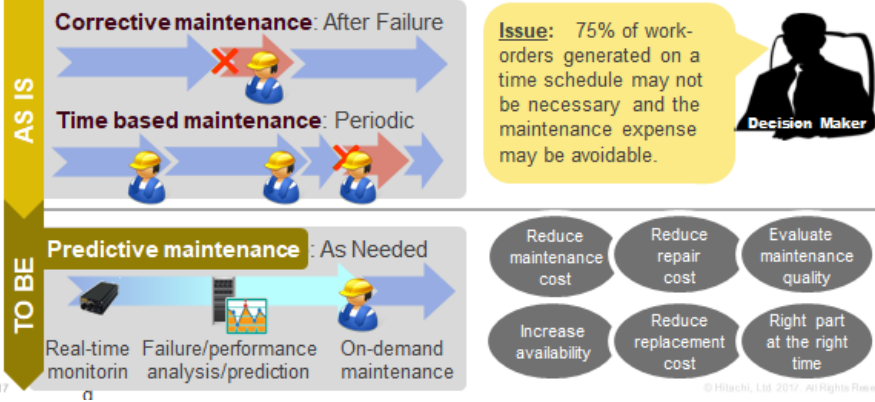 AS IS
Corrective maintenance: After Failure
Time based maintenance: Periodic
Issue: 75% of work-
orders generated on a
time schedule may not
be necessary and the
maintenance expense
may be avoidable.
Decision Maker
TO BE
Predictive maintenance : As Needed
Real-time
monitorin
g
Failure/performance
analysis/prediction
On-demand
maintenance
Reduce
maintenance
cost
Reduce
repair
cost
Evaluate
maintenance
quality
Increase
availability
Reduce
replacement
cost
Right part
at the right
time
© Hitachi, Ltd. 2017. All Rights Rese